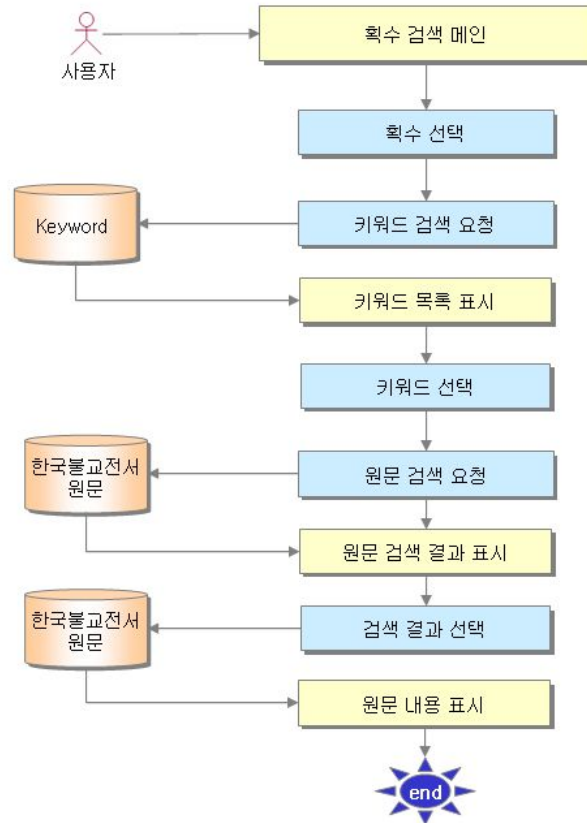 획수 검색 메인
사용자
획수 선택
Keyword
키워드 검색 요청
키워드 목록 표시
키워드 선택
한국불교전서
원문
원문 검색 요청
원문 검색 결과 표시
한국불교전서
원문
검색 결과 선택
원문 내용 표시
end